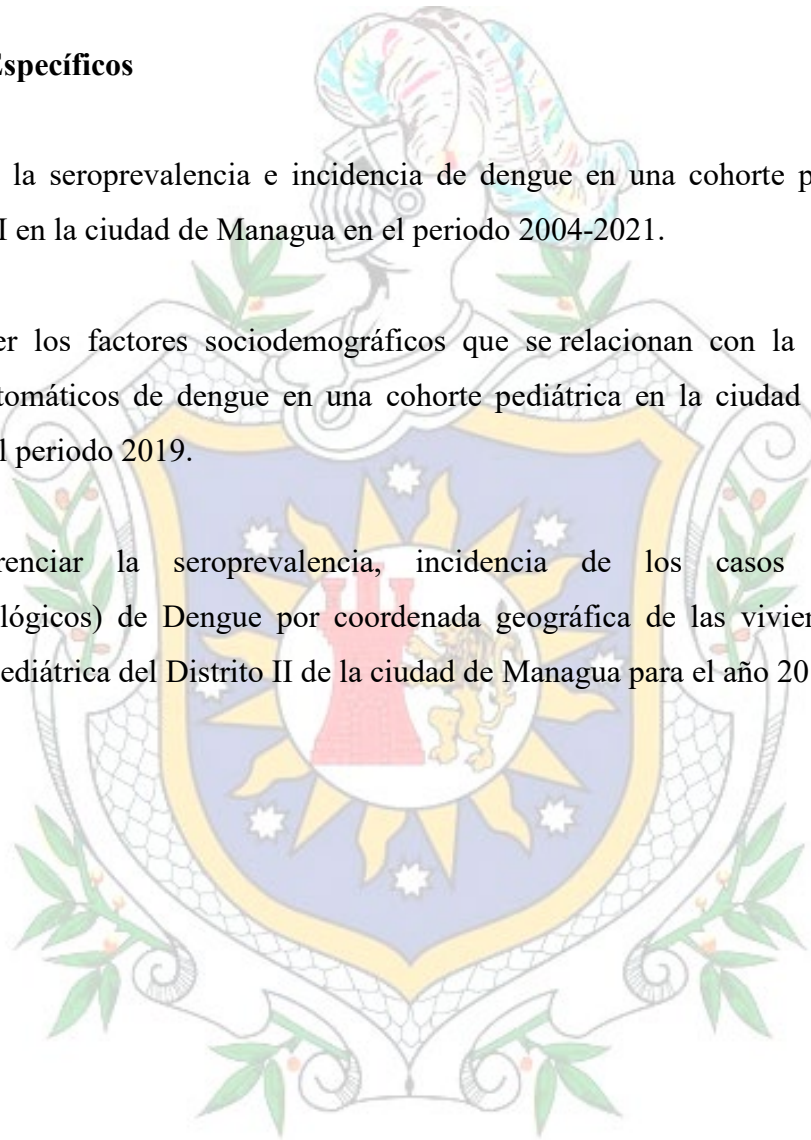 Específicos
la seroprevalencia e incidencia de dengue en una cohorte p
I en la ciudad de Managua en el periodo 2004-2021.
er los factores sociodemográficos que se relacionan con la
tomáticos de dengue en una cohorte pediátrica en la ciudad
l periodo 2019.
renciar la seroprevalencia, incidencia de los casos
lógicos) de Dengue por coordenada geográfica de las vivien
pediátrica del Distrito II de la ciudad de Managua para el año 20